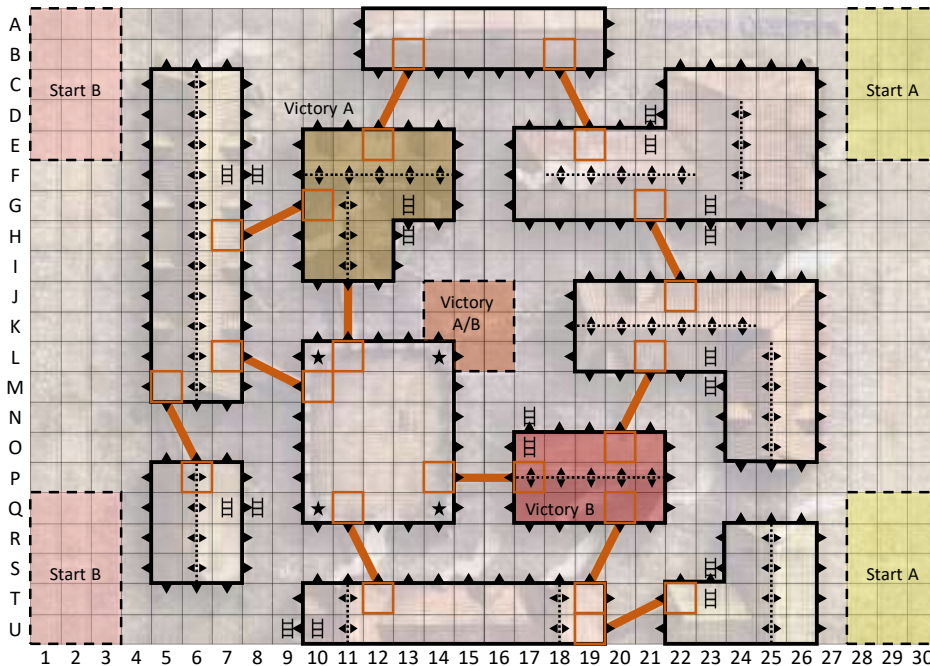 A
B
Start B
C
Start A
Victory A
D
E
F
G
H
I
Victory
A/B
J
K
L
M
N
O
P
Victory B
Q
R
Start B
S
Start A
T
U
1 2 3 4 5 6 7 8 9 10 11 12 13 14 15 16 17 18 19 20 21 22 23 24 25 26 27 28 29 30